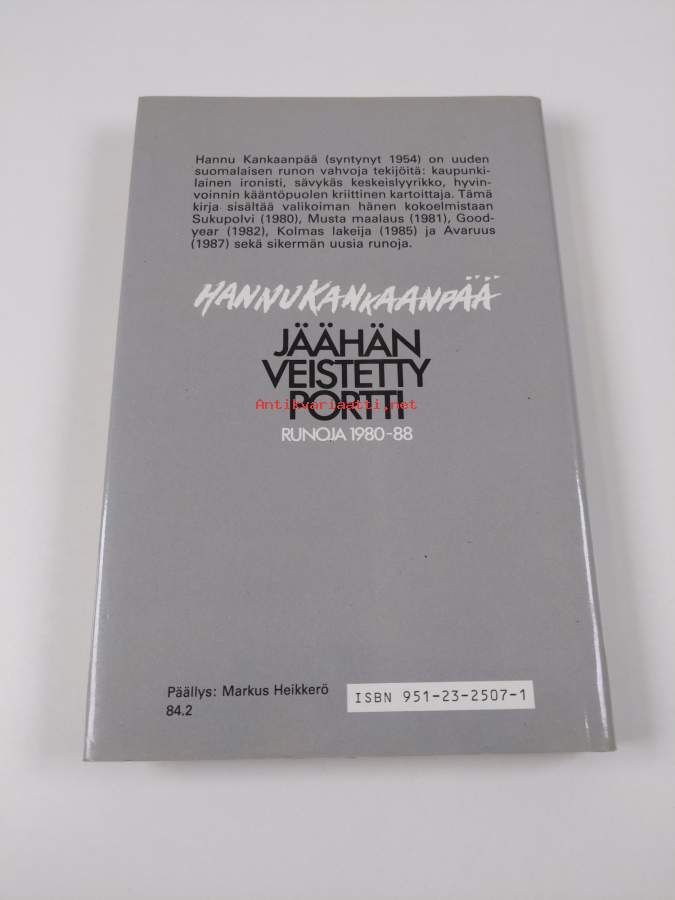 Hannu Kankaanpää (syntynyt 1954) on uuden
suomalaisen runon vahvoja tekijöitä: kaupunki-
lainen ironisti, sävykäs keskeislyyrikko, hyvin-
voinnin kääntöpuolen kriittinen kartoittaja. Tämä
kirja sisältää valikoiman hänen kokoelmistaan
Sukupolvi (1980), Musta maalaus (1981), Good-
year (1982), Kolmas lakeija (1985) ja Avaruus
(1987) sekä sikermän uusia runoja.
HANNU KANKAANPÄÄ
JÄÄHÄN
VEISTETTY
PORTTI
Antikvariaatti.net
RUNOJA 1980-88
Päällys: Markus Heikkerö
84.2
ISBN 951-23-2507-1